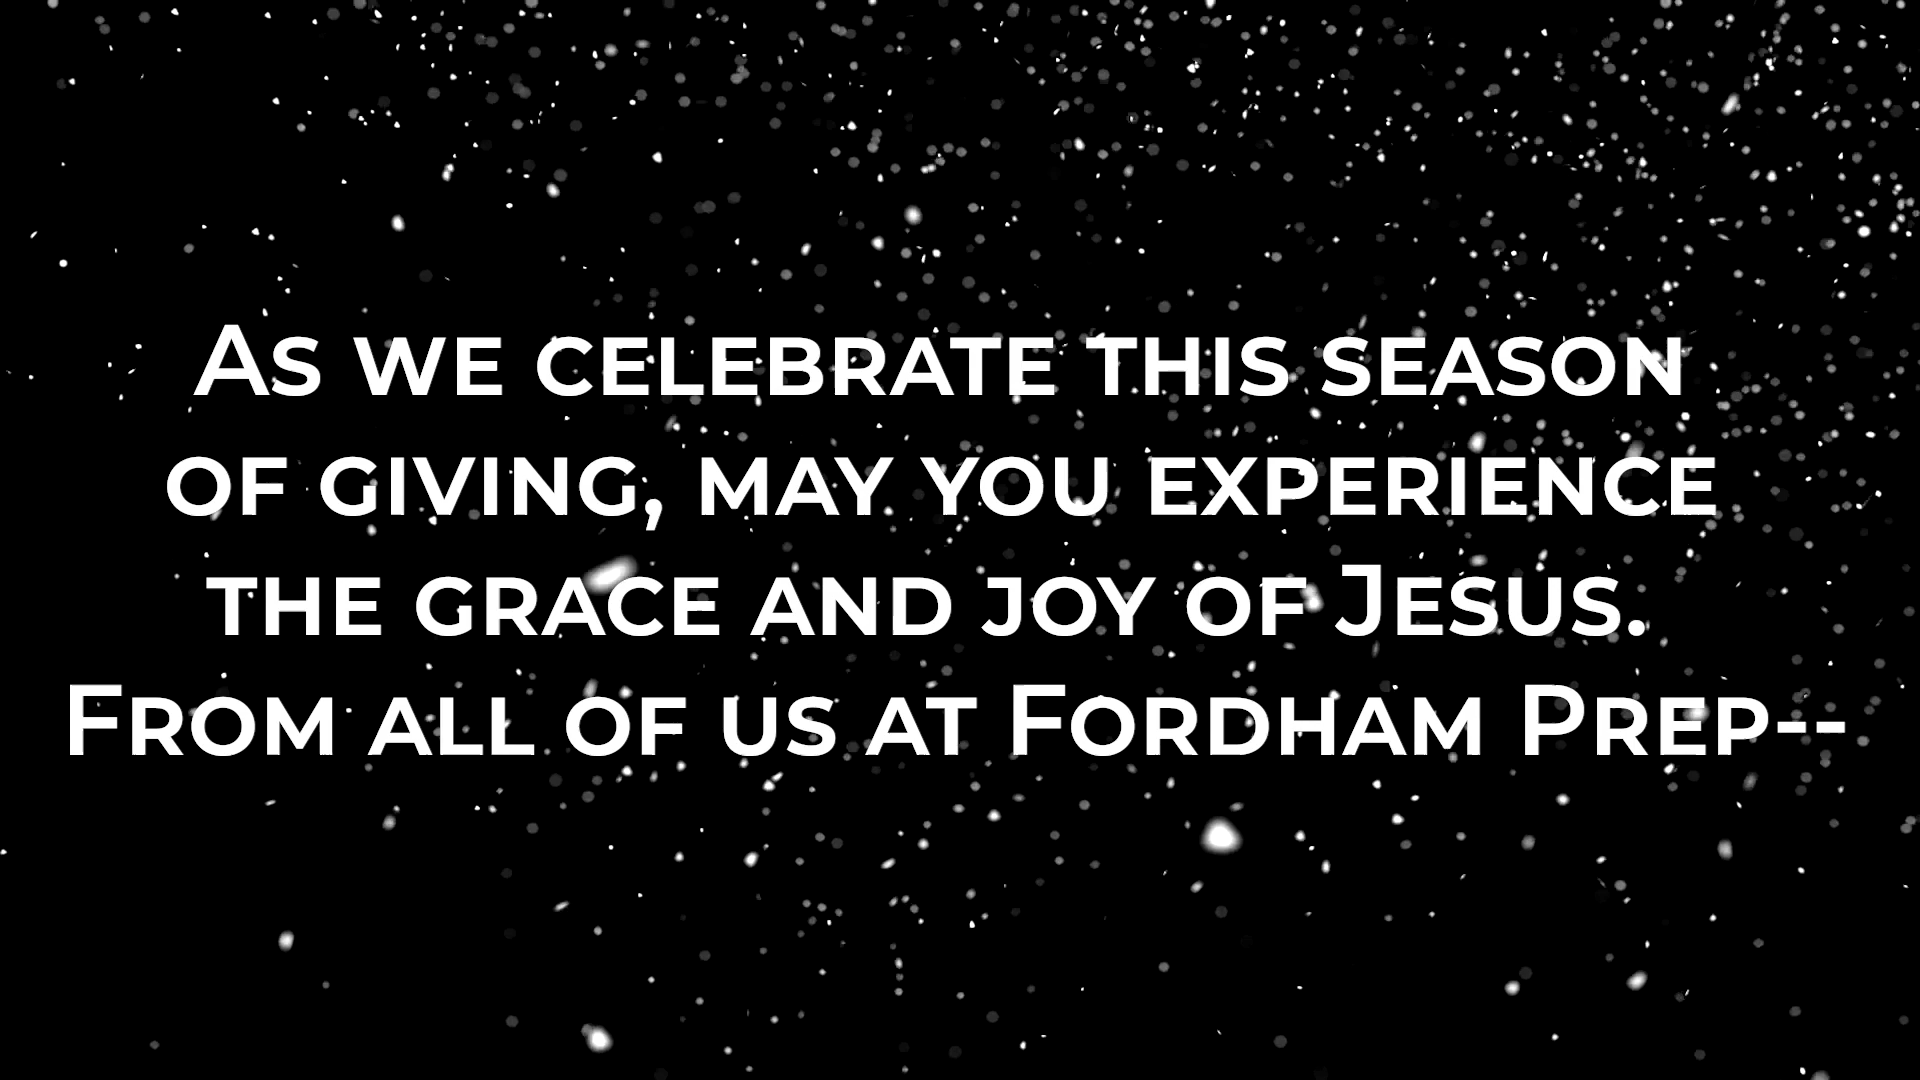 As we celebrate this season
of giving, may you experience
the grace and joy of Jesus.
From all of us at Fordham Prep--